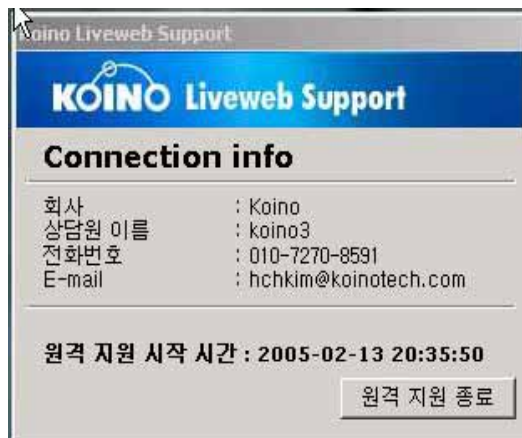 Koino Liveweb Support
KOINO Liveweb Support
Connection info
회사 : Koino
상담원 이름 : koino3
전화번호 : 010-7270-8591
E-mail : hchkim@koinotech.com
원격 지원 시작 시간 : 2005-02-13 20:35:50
원격 지원 종료